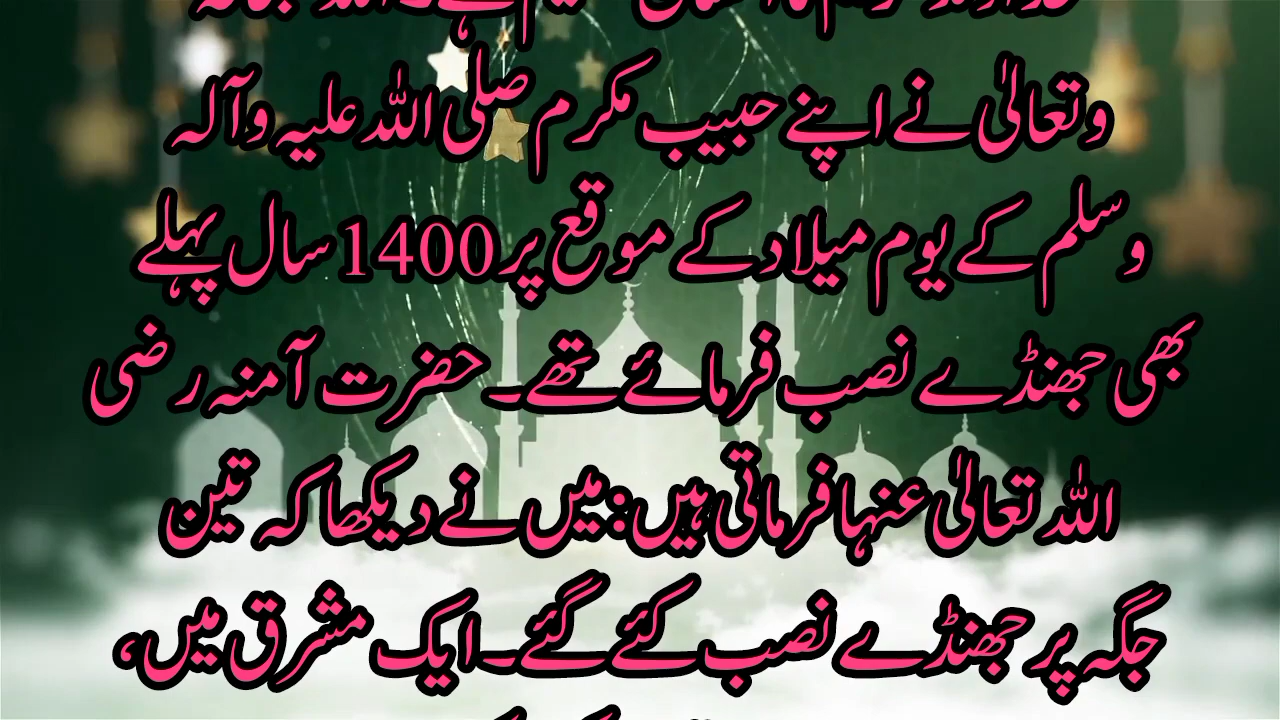 وتعالیٰ نے اپنے حبیب مکرم صلی اللہ علیہ وآلہ
وسلم کے یوم میلاد کے موقع پر 1400 سال پہلے
بھی جھنڈے نصب فرمائے تھے۔ حضرت آمنہ رضی
اللہ تعالیٰ عنہا فرماتی ہیں: میں نے دیکھا کہ تین
جگہ پر جھنڈے نصب کئے گئے۔ ایک مشرق میں،